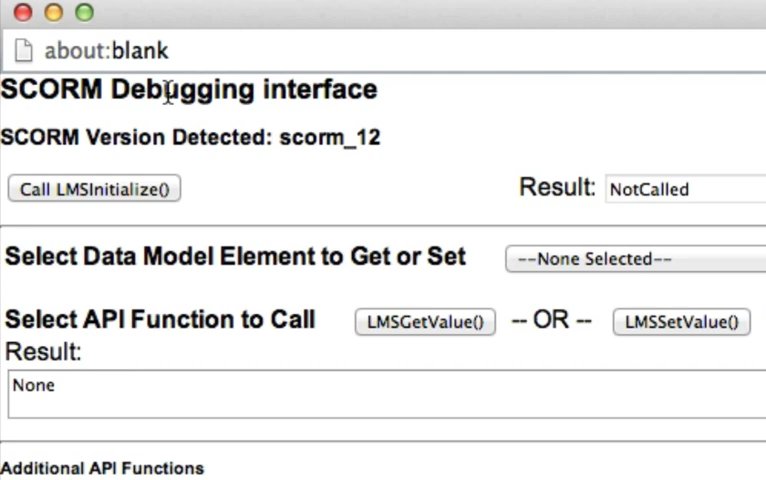 about:blank
SCORM Debugging interface
SCORM Version Detected: scorm_12
Call LMSInitialize() Result: NotCalled
Select Data Model Element to Get or Set --None Selected--
Select API Function to Call LMSGetValue() -- OR -- LMSSetValue()
Result:
None
Additional API Functions